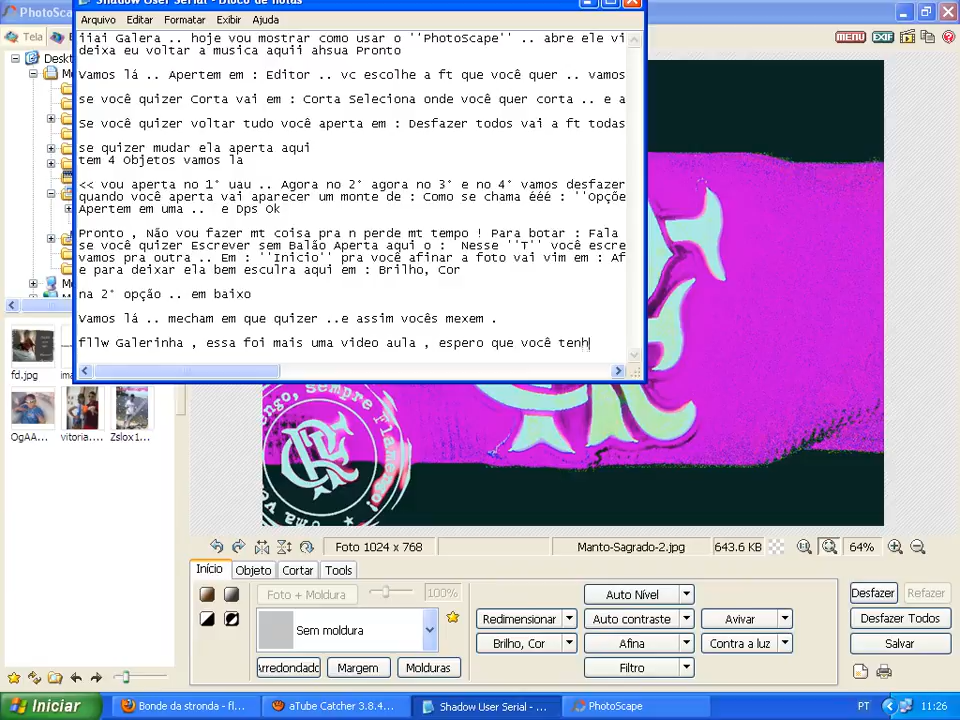 PhotoScape
Shadow User Serial - Bloco de notas
Arquivo Editar Formatar Exibir Ajuda
iiai Galera .. hoje vou mostrar como usar o ''PhotoScape'' .. abre ele vi
deixa eu voltar a musica aquii ahsua Pronto
Vamos lá .. Apertem em : Editor .. vc escolhe a ft que você quer .. vamos
se você quizer Corta vai em : Corta Seleciona onde você quer corta .. e a
Se você quizer voltar tudo você aperta em : Desfazer todos vai a ft todas
se quizer mudar ela aperta aqui
tem 4 Objetos vamos la
<< vou aperta no 1° uau .. Agora no 2° agora no 3° e no 4° vamos desfazer
quando você aperta vai aparecer um monte de : Como se chama ééé : ''Opçõe
Apertem em uma .. e Dps Ok
Pronto , Não vou fazer mt coisa pra n perde mt tempo ! Para botar : Fala
se você quizer Escrever sem Balão Aperta aqui o : Nesse ''T'' você escre
vamos pra outra .. Em : ''Inicio'' pra você afinar a foto vai vim em : Af
e para deixar ela bem esculra aqui em : Brilho, Cor
na 2° opção .. em baixo
Vamos lá .. mecham em que quizer ..e assim vocês mexem .
fllw Galerinha , essa foi mais uma video aula , espero que você tenh
MENU EXIF
Tela
Deskt
fd.jpg
OgAA... vitoria.... Zslox1...
Sempre Flamengo!
Foto 1024 x 768
Manto-Sagrado-2.jpg
643.6 KB
64%
Início Objeto Cortar Tools
Foto + Moldura
100%
Sem moldura
Arredondado Margem Molduras
Redimensionar
Brilho, Cor
Auto Nível
Auto contraste
Afina
Filtro
Avivar
Contra a luz
Desfazer Refazer
Desfazer Todos
Salvar
Iniciar
Bonde da stronda - fl...
aTube Catcher 3.8.4...
Shadow User Serial - ...
PhotoScape
PT
11:26